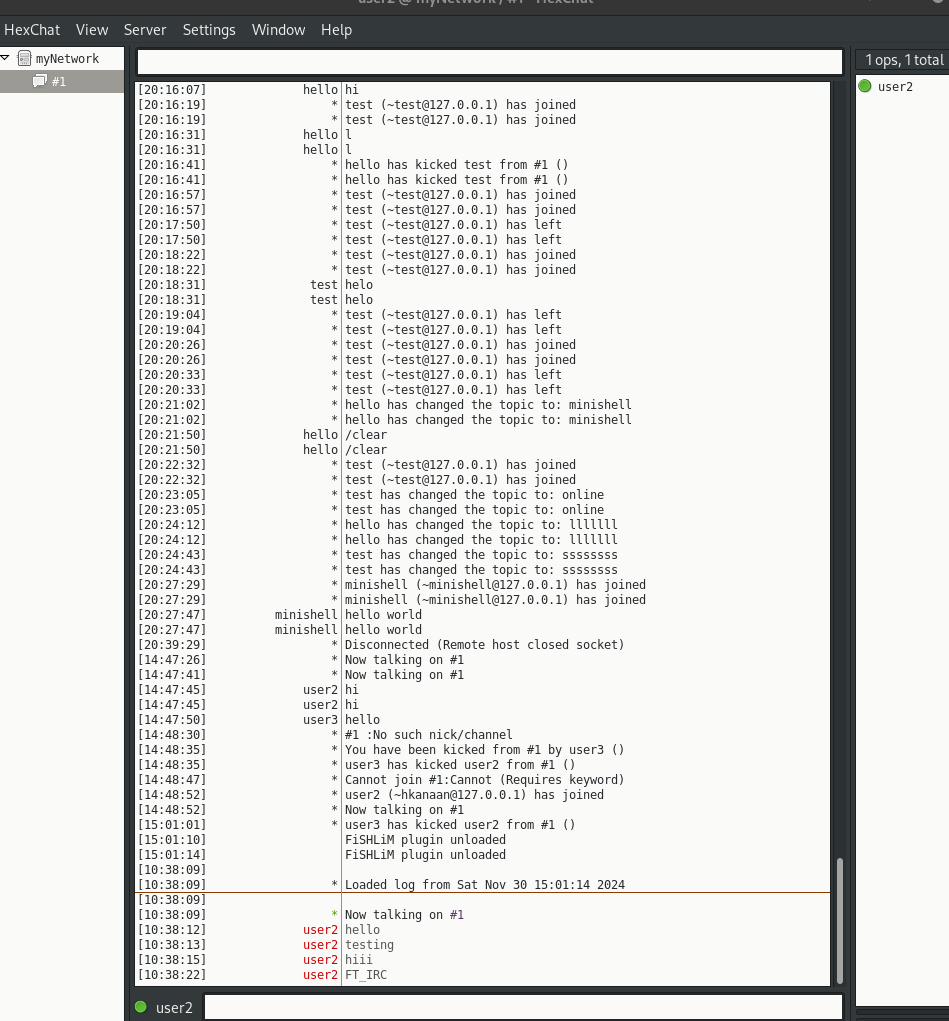 user2 @ myNetwork / #1 - HexChat
HexChat View Server Settings Window Help
myNetwork
#1
1 ops, 1 total
user2
[20:16:07] hello hi
[20:16:19] * test (~test@127.0.0.1) has joined
[20:16:19] * test (~test@127.0.0.1) has joined
[20:16:31] hello l
[20:16:31] hello l
[20:16:41] * hello has kicked test from #1 ()
[20:16:41] * hello has kicked test from #1 ()
[20:16:57] * test (~test@127.0.0.1) has joined
[20:16:57] * test (~test@127.0.0.1) has joined
[20:17:50] * test (~test@127.0.0.1) has left
[20:17:50] * test (~test@127.0.0.1) has left
[20:18:22] * test (~test@127.0.0.1) has joined
[20:18:22] * test (~test@127.0.0.1) has joined
[20:18:31] test helo
[20:18:31] test helo
[20:19:04] * test (~test@127.0.0.1) has left
[20:19:04] * test (~test@127.0.0.1) has left
[20:20:26] * test (~test@127.0.0.1) has joined
[20:20:26] * test (~test@127.0.0.1) has joined
[20:20:33] * test (~test@127.0.0.1) has left
[20:20:33] * test (~test@127.0.0.1) has left
[20:21:02] * hello has changed the topic to: minishell
[20:21:02] * hello has changed the topic to: minishell
[20:21:50] hello /clear
[20:21:50] hello /clear
[20:22:32] * test (~test@127.0.0.1) has joined
[20:22:32] * test (~test@127.0.0.1) has joined
[20:23:05] * test has changed the topic to: online
[20:23:05] * test has changed the topic to: online
[20:24:12] * hello has changed the topic to: lllllll
[20:24:12] * hello has changed the topic to: lllllll
[20:24:43] * test has changed the topic to: ssssssss
[20:24:43] * test has changed the topic to: ssssssss
[20:27:29] * minishell (~minishell@127.0.0.1) has joined
[20:27:29] * minishell (~minishell@127.0.0.1) has joined
[20:27:47] minishell hello world
[20:27:47] minishell hello world
[20:39:29] * Disconnected (Remote host closed socket)
[14:47:26] * Now talking on #1
[14:47:41] * Now talking on #1
[14:47:45] user2 hi
[14:47:45] user2 hi
[14:47:50] user3 hello
[14:48:30] * #1 :No such nick/channel
[14:48:35] * You have been kicked from #1 by user3 ()
[14:48:35] * user3 has kicked user2 from #1 ()
[14:48:47] * Cannot join #1:Cannot (Requires keyword)
[14:48:52] * user2 (~hkanaan@127.0.0.1) has joined
[14:48:52] * Now talking on #1
[15:01:01] * user3 has kicked user2 from #1 ()
[15:01:10] FiSHLiM plugin unloaded
[15:01:14] FiSHLiM plugin unloaded
[10:38:09]
[10:38:09] * Loaded log from Sat Nov 30 15:01:14 2024
[10:38:09]
[10:38:09] * Now talking on #1
[10:38:12] user2 hello
[10:38:13] user2 testing
[10:38:15] user2 hiii
[10:38:22] user2 FT_IRC
user2